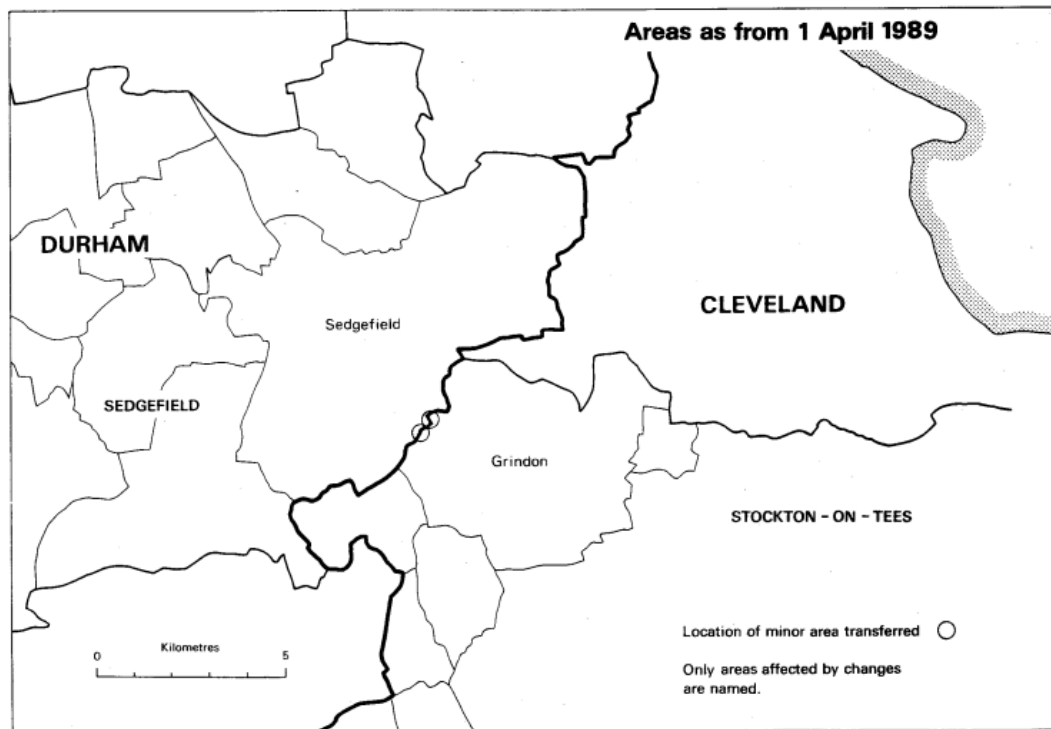 Areas as from 1 April 1989
DURHAM
CLEVELAND
Sedgefield
SEDGEFIELD
Grindon
STOCKTON - ON - TEES
Kilometres
0 5
Location of minor area transferred
Only areas affected by changes
are named.